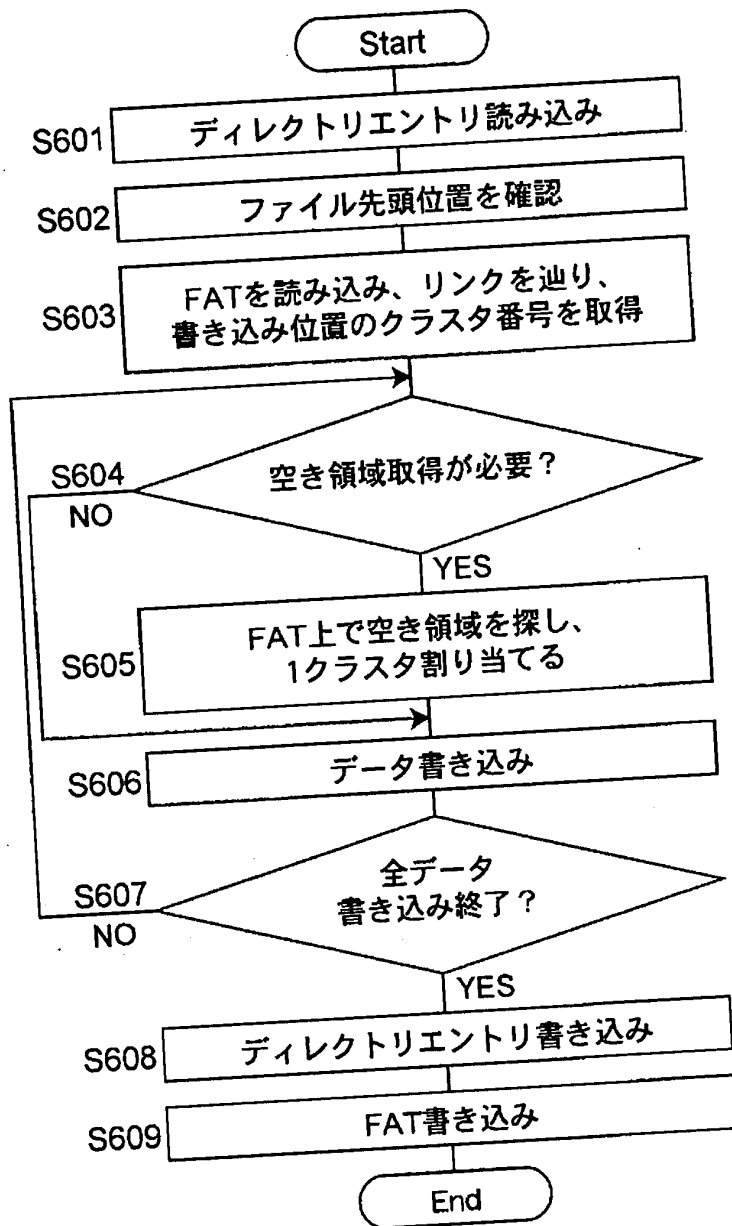 Start
S601
ディレクトリエントリ読み込み
S602
ファイル先頭位置を確認
S603
FATを読み込み、リンクを辿り、
書き込み位置のクラスタ番号を取得
S604
空き領域取得が必要？
NO
YES
S605
FAT上で空き領域を探し、
1クラスタ割り当てる
S606
データ書き込み
S607
全データ
書き込み終了？
NO
YES
S608
ディレクトリエントリ書き込み
S609
FAT書き込み
End